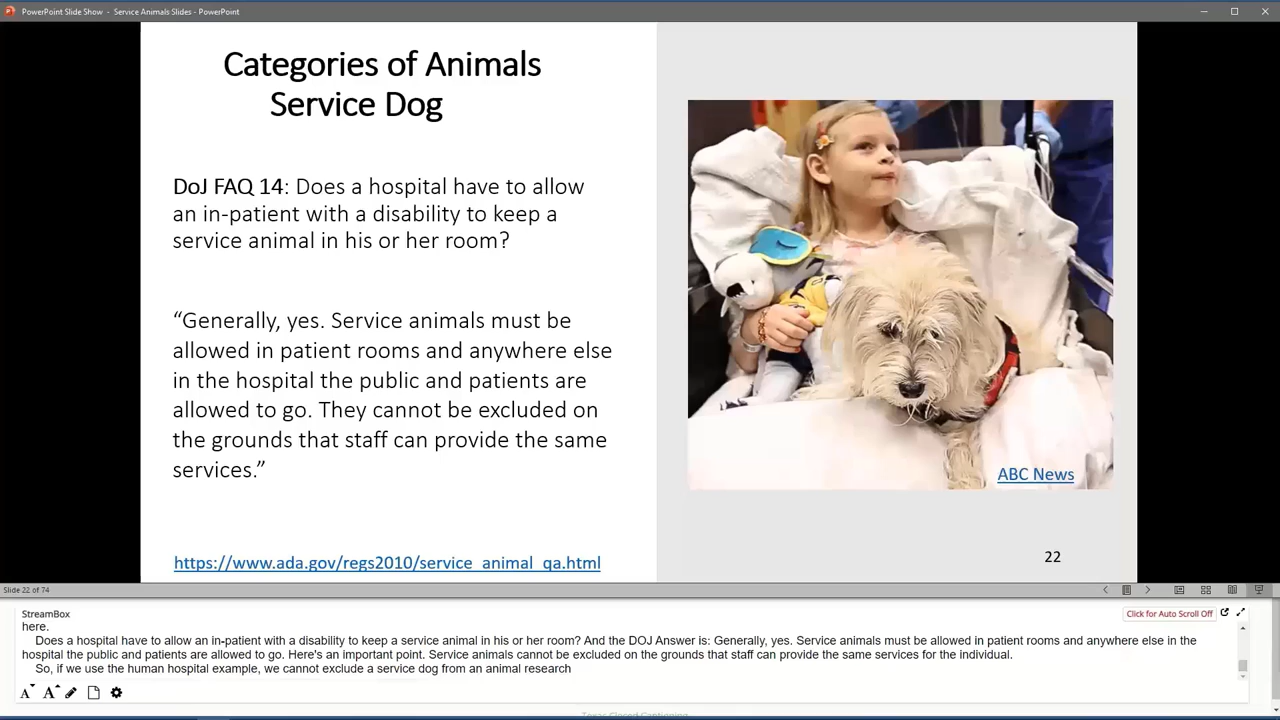 PowerPoint Slide Show - Service Animals Slides - PowerPoint
Categories of Animals
Service Dog
DoJ FAQ 14: Does a hospital have to allow
an in-patient with a disability to keep a
service animal in his or her room?
“Generally, yes. Service animals must be
allowed in patient rooms and anywhere else
in the hospital the public and patients are
allowed to go. They cannot be excluded on
the grounds that staff can provide the same
services.”
https://www.ada.gov/regs2010/service_animal_qa.html
ABC News
22
Slide 22 of 74
StreamBox
Click for Auto Scroll Off
here.
Does a hospital have to allow an in-patient with a disability to keep a service animal in his or her room? And the DOJ Answer is: Generally, yes. Service animals must be allowed in patient rooms and anywhere else in the
hospital the public and patients are allowed to go. Here's an important point. Service animals cannot be excluded on the grounds that staff can provide the same services for the individual.
So, if we use the human hospital example, we cannot exclude a service dog from an animal research
A A